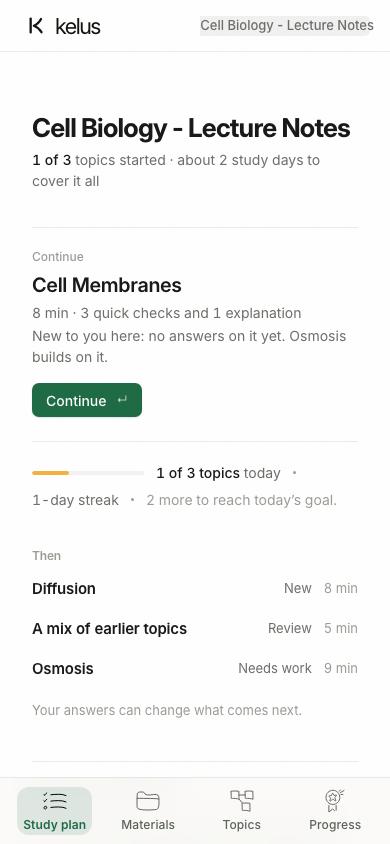 kelus
Cell Biology - Lecture Notes
Cell Biology - Lecture Notes
1 of 3 topics started · about 2 study days to
cover it all
Continue
Cell Membranes
8 min · 3 quick checks and 1 explanation
New to you here: no answers on it yet. Osmosis
builds on it.
Continue ↵
1 of 3 topics today •
1-day streak • 2 more to reach today’s goal.
Then
Diffusion New 8 min
A mix of earlier topics Review 5 min
Osmosis Needs work 9 min
Your answers can change what comes next.
Study plan Materials Topics Progress